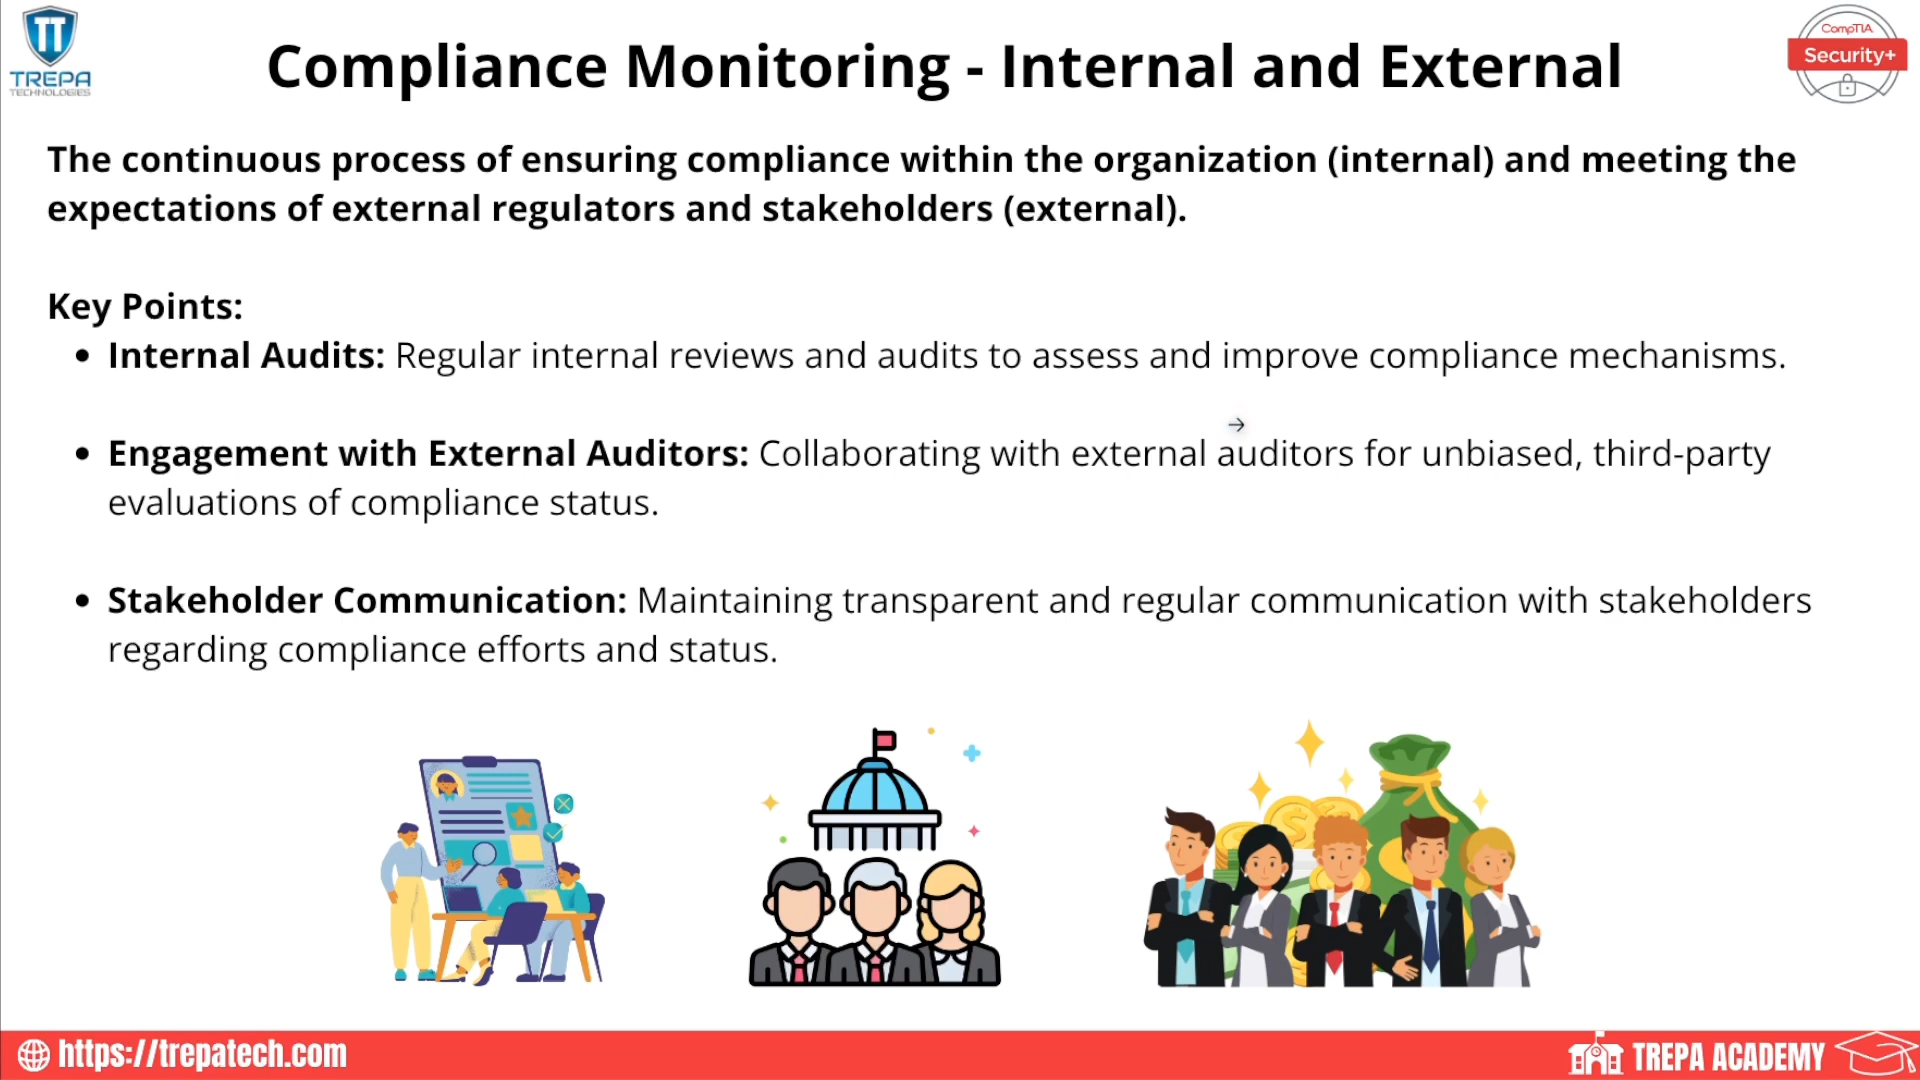 TREPA
TECHNOLOGIES
Compliance Monitoring - Internal and External
CompTIA
Security+
The continuous process of ensuring compliance within the organization (internal) and meeting the
expectations of external regulators and stakeholders (external).
Key Points:
• Internal Audits: Regular internal reviews and audits to assess and improve compliance mechanisms.
• Engagement with External Auditors: Collaborating with external auditors for unbiased, third-party
evaluations of compliance status.
• Stakeholder Communication: Maintaining transparent and regular communication with stakeholders
regarding compliance efforts and status.
https://trepatech.com
TREPA ACADEMY